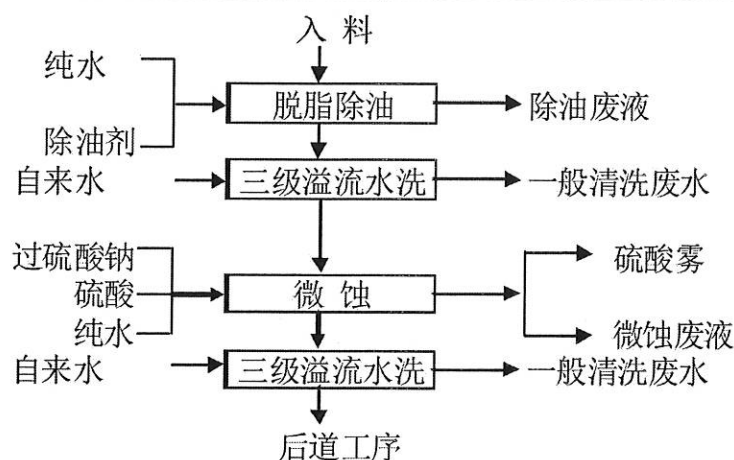 入 料
纯水
脱脂除油
除油废液
除油剂
自来水
三级溢流水洗
一般清洗废水
过硫酸钠
硫酸雾
硫酸
微 蚀
纯水
微蚀废液
自来水
三级溢流水洗
一般清洗废水
后道工序